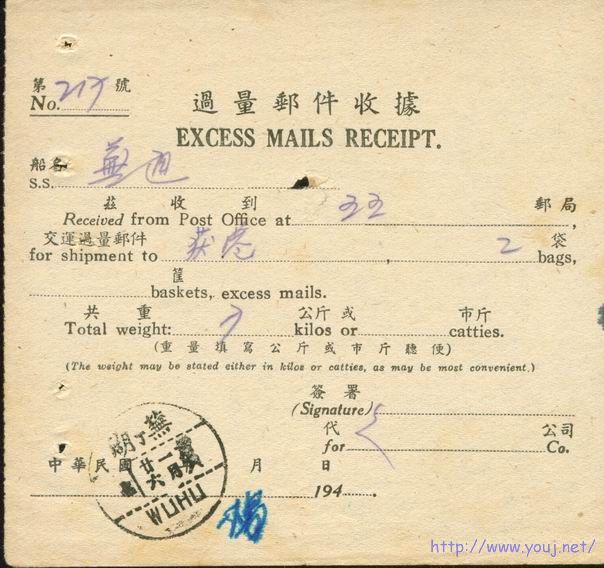 第 217 號
No.
過量郵件收據
EXCESS MAILS RECEIPT.
船名
S.S.
茲收到 郵局
Received from Post Office at ,
交運過量郵件 2 袋
for shipment to , bags,
筐
baskets, excess mails.
共重 公斤或 市斤
Total weight: 7 kilos or catties.
(重量填寫公斤或市斤聽便)
(The weight may be stated either in kilos or catties, as may be most convenient.)
簽署
(Signature)
代 公司
for Co.
中華民國 月 日
194 .
蕪湖
WUHU
http://www.youj.net/